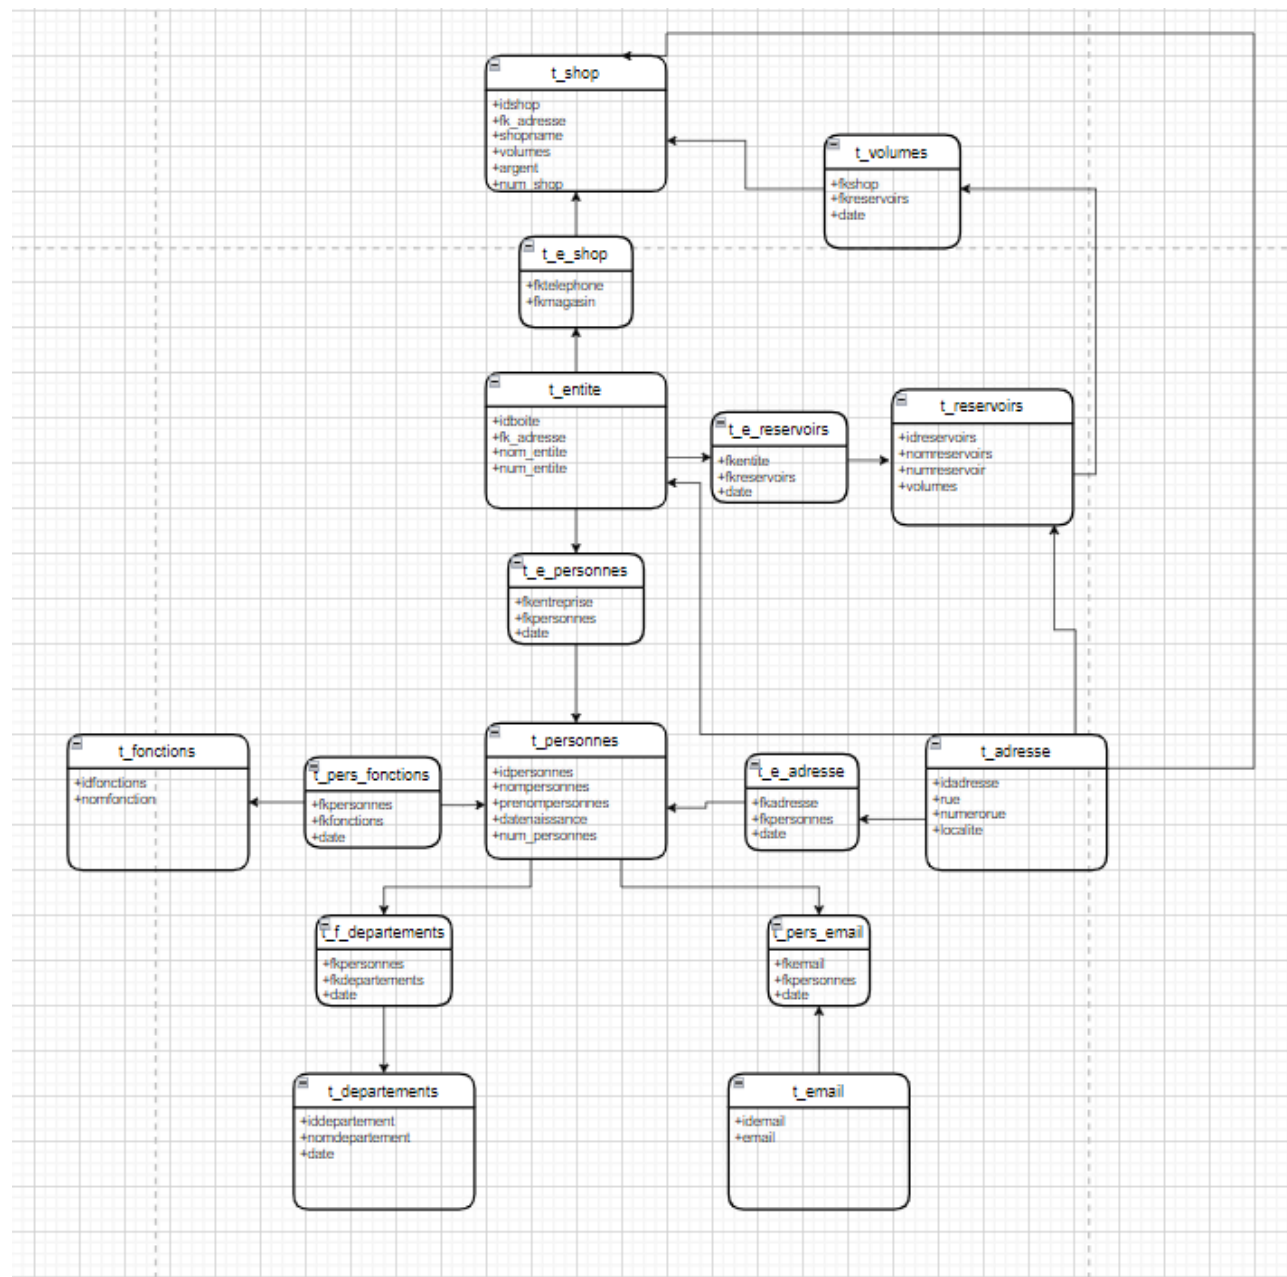 t_shop
+idshop
+fk_adresse
+shopname
+volumes
+argent
+num_shop
t_volumes
+fkshop
+fkreservoirs
+date
t_e_shop
+fktelephone
+fkmagasin
t_entite
+idboite
+fk_adresse
+nom_entite
+num_entite
t_e_reservoirs
+fkentite
+fkreservoirs
+date
t_reservoirs
+idreservoirs
+nomreservoirs
+numreservoir
+volumes
t_e_personnes
+fkentreprise
+fkpersonnes
+date
t_fonctions
+idfonctions
+nomfonction
t_pers_fonctions
+fkpersonnes
+fkfonctions
+date
t_personnes
+idpersonnes
+nompersonnes
+prenompersonnes
+datenaissance
+num_personnes
t_e_adresse
+fkadresse
+fkpersonnes
+date
t_adresse
+idadresse
+rue
+numerorue
+localite
t_f_departements
+fkpersonnes
+fkdepartements
+date
t_pers_email
+fkemail
+fkpersonnes
+date
t_departements
+iddepartement
+nomdepartement
+date
t_email
+idemail
+email